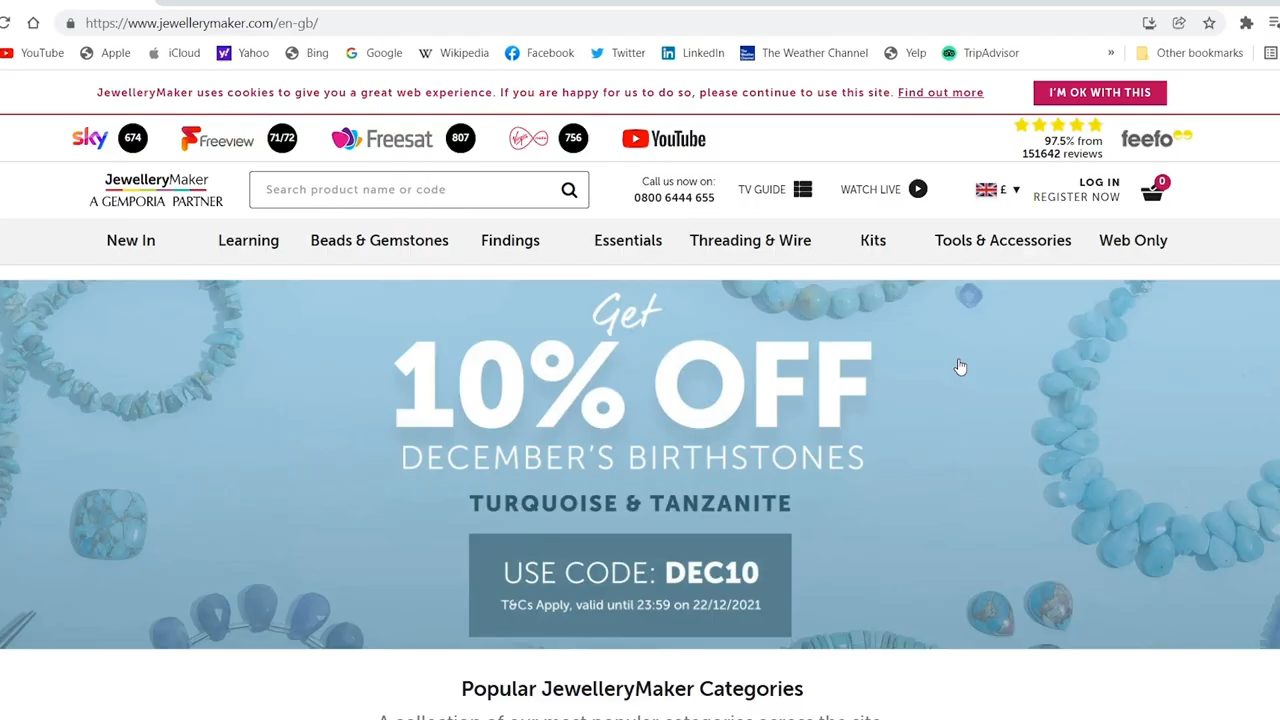 https://www.jewellerymaker.com/en-gb/
YouTube Apple iCloud Yahoo Bing Google Wikipedia Facebook Twitter LinkedIn The Weather Channel Yelp TripAdvisor » Other bookmarks
JewelleryMaker uses cookies to give you a great web experience. If you are happy for us to do so, please continue to use this site. Find out more
I'M OK WITH THIS
sky 674 Freeview 71/72 Freesat 807 Virgin media 756 YouTube
97.5% from
151642 reviews
feefo
JewelleryMaker
A GEMPORIA PARTNER
Search product name or code
Call us now on:
0800 6444 655
TV GUIDE
WATCH LIVE
£ ▼
LOG IN
REGISTER NOW
0
New In Learning Beads & Gemstones Findings Essentials Threading & Wire Kits Tools & Accessories Web Only
Get
10% OFF
DECEMBER'S BIRTHSTONES
TURQUOISE & TANZANITE
USE CODE: DEC10
T&Cs Apply, valid until 23:59 on 22/12/2021
Popular JewelleryMaker Categories
A collection of our most popular categories across the site